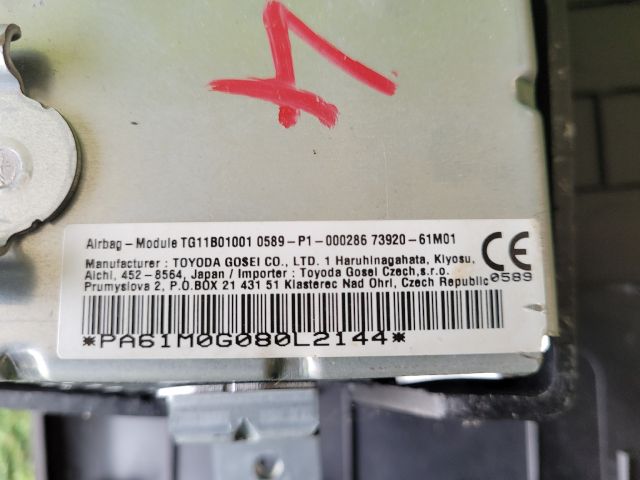 Airbag-Module TG11B01001 0589-P1-000286 73920-61M01
Manufacturer : TOYODA GOSEI CO., LTD. 1 Haruhinagahata, Kiyosu,
Aichi, 452-8564, Japan / Importer : Toyoda Gosei Czech,s.r.o.
Prumyslova 2, P.O.BOX 21 431 51 Klasterec Nad Ohri, Czech Republic
CE
0589
*PA61M0G080L2144*